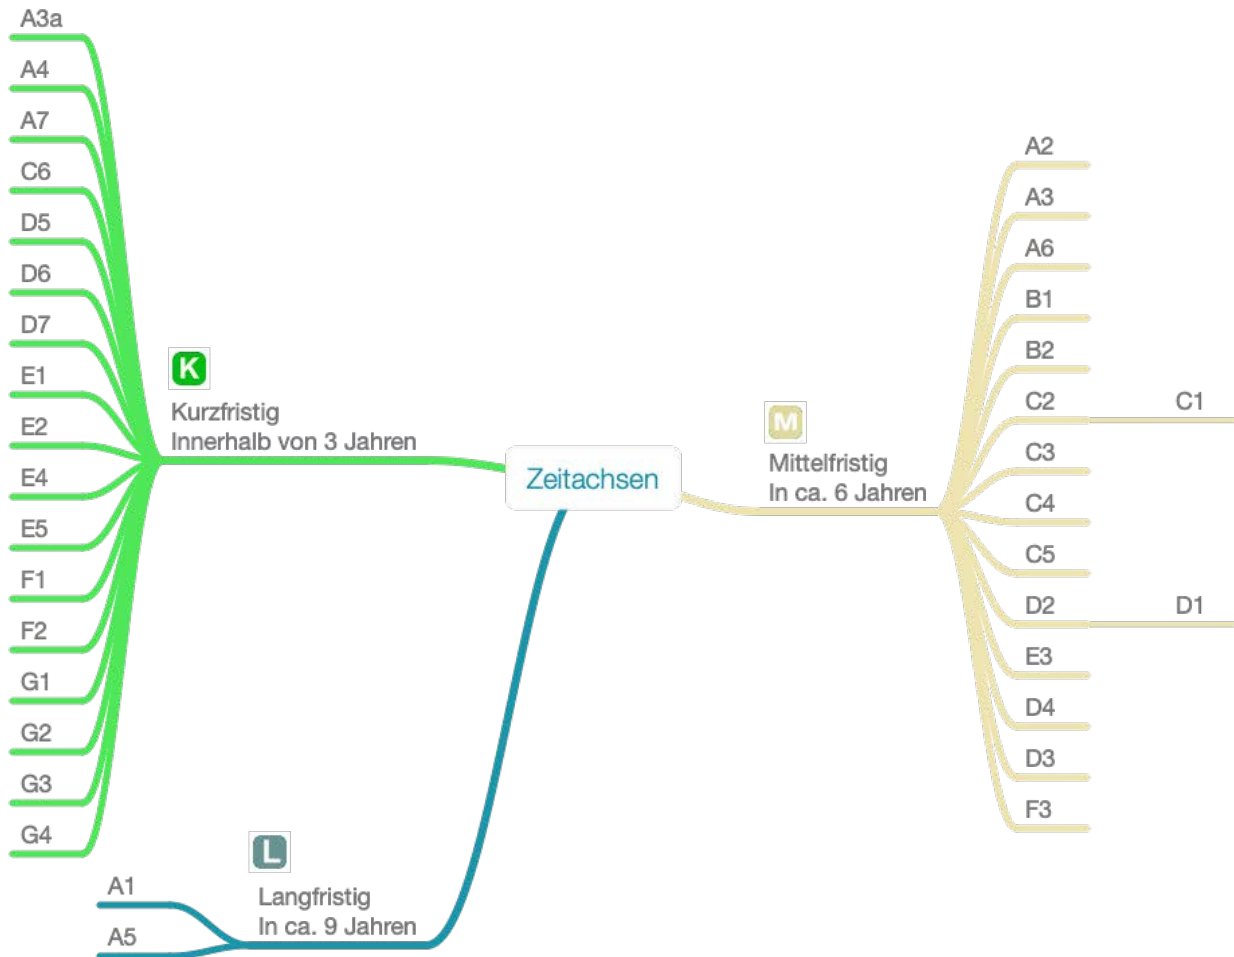 A3a
A4
A7
C6
D5
D6
D7
E1
E2
E4
E5
F1
F2
G1
G2
G3
G4
K
Kurzfristig
Innerhalb von 3 Jahren
Zeitachsen
M
Mittelfristig
In ca. 6 Jahren
A2
A3
A6
B1
B2
C2
C1
C3
C4
C5
D2
D1
E3
D4
D3
F3
L
Langfristig
In ca. 9 Jahren
A1
A5